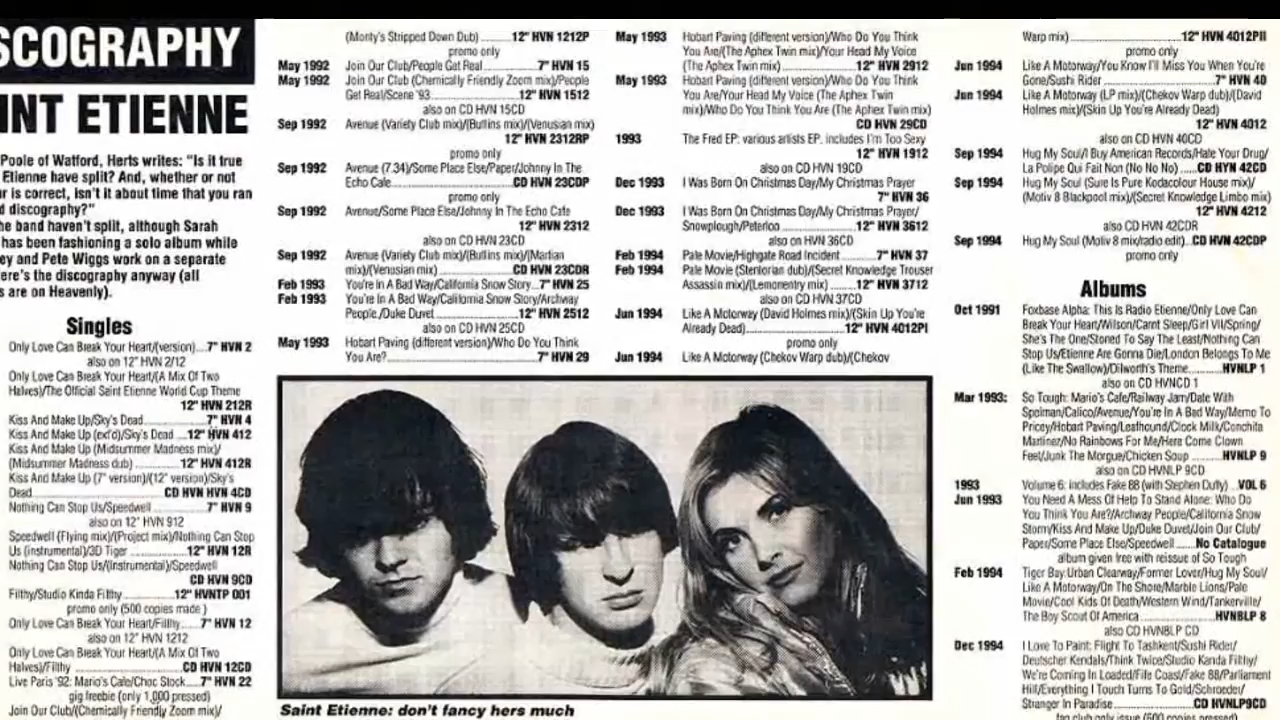 SCOGRAPHY
INT ETIENNE
Poole of Watford, Herts writes: "Is it true
Etienne have split? And, whether or not
ur is correct, isn't it about time that you ran
d discography?"
he band haven't split, although Sarah
has been fashioning a solo album while
ey and Pete Wiggs work on a separate
ere's the discography anyway (all
s are on Heavenly).
Singles
Only Love Can Break Your Heart/(version)....7" HVN 2
also on 12" HVN 2/12
Only Love Can Break Your Heart/(A Mix Of Two
Halves)/The Official Saint Etienne World Cup Theme
12" HVN 212R
Kiss And Make Up/Sky's Dead ....7" HVN 4
Kiss And Make Up (ext'd)/Sky's Dead ...12" HVN 412
Kiss And Make Up (Midsummer Madness mix)/
(Midsummer Madness dub) ....12" HVN 412R
Kiss And Make Up (7" version)/(12" version)/Sky's
Dead....CD HVN HVN 4CD
Nothing Can Stop Us/Speedwell ....7" HVN 9
also on 12" HVN 912
Speedwell (Flying mix)/(Project mix)/Nothing Can Stop
Us (instrumental)/3D Tiger ....12" HVN 12R
Nothing Can Stop Us/(Instrumental)/Speedwell
CD HVN 9CD
Filthy/Studio Kinda Filthy ....12" HVNTP 001
promo only (500 copies made )
Only Love Can Break Your Heart/Filthy....7" HVN 12
also on 12" HVN 1212
Only Love Can Break Your Heart/(A Mix Of Two
Halves)/Filthy ....CD HVN 12CD
Live Paris '92: Mario's Cafe/Choc Stock....7" HVN 22
gig freebie (only 1,000 pressed)
Join Our Club/(Chemically Friendly Zoom mix)/
(Monty's Stripped Down Dub) ....12" HVN 1212P
promo only
May 1992 Join Our Club/People Get Real....7" HVN 15
May 1992 Join Our Club (Chemically Friendly Zoom mix)/People
Get Real/Scene '93....12" HVN 1512
also on CD HVN 15CD
Sep 1992 Avenue (Variety Club mix)/(Butlins mix)/(Venusian mix)
12" HVN 2312RP
promo only
Sep 1992 Avenue (7.34)/Some Place Else/Paper/Johnny In The
Echo Cafe....CD HVN 23CDP
promo only
Sep 1992 Avenue/Some Place Else/Johnny In The Echo Cafe
12" HVN 2312
also on CD HVN 23CD
Sep 1992 Avenue (Variety Club mix)/(Butlins mix)/(Martian
mix)/(Venusian mix) ....CD HVN 23CDR
Feb 1993 You're In A Bad Way/California Snow Story...7" HVN 25
Feb 1993 You're In A Bad Way/California Snow Story/Archway
People./Duke Duvet....12" HVN 2512
also on CD HVN 25CD
May 1993 Hobart Paving (different version)/Who Do You Think
You Are?....7" HVN 29
May 1993 Hobart Paving (different version)/Who Do You Think
You Are/(The Aphex Twin mix)/Your Head My Voice
(The Aphex Twin mix)....12" HVN 2912
May 1993 Hobart Paving (different version)/Who Do You Think
You Are/Your Head My Voice (The Aphex Twin
mix)/Who Do You Think You Are (The Aphex Twin mix)
CD HVN 29CD
1993 The Fred EP: various artists EP, includes I'm Too Sexy
12" HVN 1912
also on CD HVN 19CD
Dec 1993 I Was Born On Christmas Day/My Christmas Prayer
7" HVN 36
Dec 1993 I Was Born On Christmas Day/My Christmas Prayer/
Snowplough/Peterloo ....12" HVN 3612
also on CD HVN 36CD
Feb 1994 Pale Movie/Highgate Road Incident....7" HVN 37
Feb 1994 Pale Movie (Stentorian dub)/(Secret Knowledge Trouser
Assassin mix)/(Lemonentry mix)....12" HVN 3712
also on CD HVN 37CD
Jun 1994 Like A Motorway (David Holmes mix)/(Skin Up You're
Already Dead)....12" HVN 4012PI
promo only
Jun 1994 Like A Motorway (Chekov Warp dub)/(Chekov
Warp mix)....12" HVN 4012PII
promo only
Jun 1994 Like A Motorway/You Know I'll Miss You When You're
Gone/Sushi Rider....7" HVN 40
Jun 1994 Like A Motorway (LP mix)/(Chekov Warp dub)/(David
Holmes mix)/(Skin Up You're Already Dead)
12" HVN 4012
also on CD HVN 40CD
Sep 1994 Hug My Soul/I Buy American Records/Hate Your Drug/
La Polipe Qui Fait Non (No No No) ....CD HYN 42CD
Sep 1994 Hug My Soul (Sure Is Pure Kodacolour House mix)/
(Motiv 8 Blackpool mix)/(Secret Knowledge Limbo mix)
12" HVN 4212
also CD HVN 42CDR
Sep 1994 Hug My Soul (Motiv 8 mix/radio edit)..CD HVN 42CDP
promo only
Albums
Oct 1991 Foxbase Alpha: This Is Radio Etienne/Only Love Can
Break Your Heart/Wilson/Carnt Sleep/Girl VII/Spring/
She's The One/Stoned To Say The Least/Nothing Can
Stop Us/Etienne Are Gonna Die/London Belongs To Me
(Like The Swallow)/Dilworth's Theme....HVNLP 1
also on CD HVNCD 1
Mar 1993: So Tough: Mario's Cafe/Railway Jam/Date With
Spelman/Calico/Avenue/You're In A Bad Way/Memo To
Pricey/Hobart Paving/Leafhound/Clock Milk/Conchita
Martinez/No Rainbows For Me/Here Come Clown
Feet/Junk The Morgue/Chicken Soup ....HVNLP 9
also on CD HVNLP 9CD
1993 Volume 6: includes Fake 88 (with Stephen Duffy) ..VOL 6
Jun 1993 You Need A Mess Of Help To Stand Alone: Who Do
You Think You Are?/Archway People/California Snow
Storm/Kiss And Make Up/Duke Duvet/Join Our Club/
Paper/Some Place Else/Speedwell ....No Catalogue
album given free with reissue of So Tough
Feb 1994 Tiger Bay:Urban Clearway/Former Lover/Hug My Soul/
Like A Motorway/On The Shore/Marble Lions/Pale
Movie/Cool Kids Of Death/Western Wind/Tankerville/
The Boy Scout Of America ....HVNBLP 8
also CD HVN8LP CD
Dec 1994 I Love To Paint: Flight To Tashkent/Sushi Rider/
Deutscher Kendals/Think Twice/Studio Kanda Filthy/
We're Coming In Loaded/Fife Coast/Fake 88/Parliament
Hill/Everything I Touch Turns To Gold/Schroeder/
Stranger In Paradise....CD HVNLP9CD
fan club only issue (500 copies pressed)
Saint Etienne: don't fancy hers much